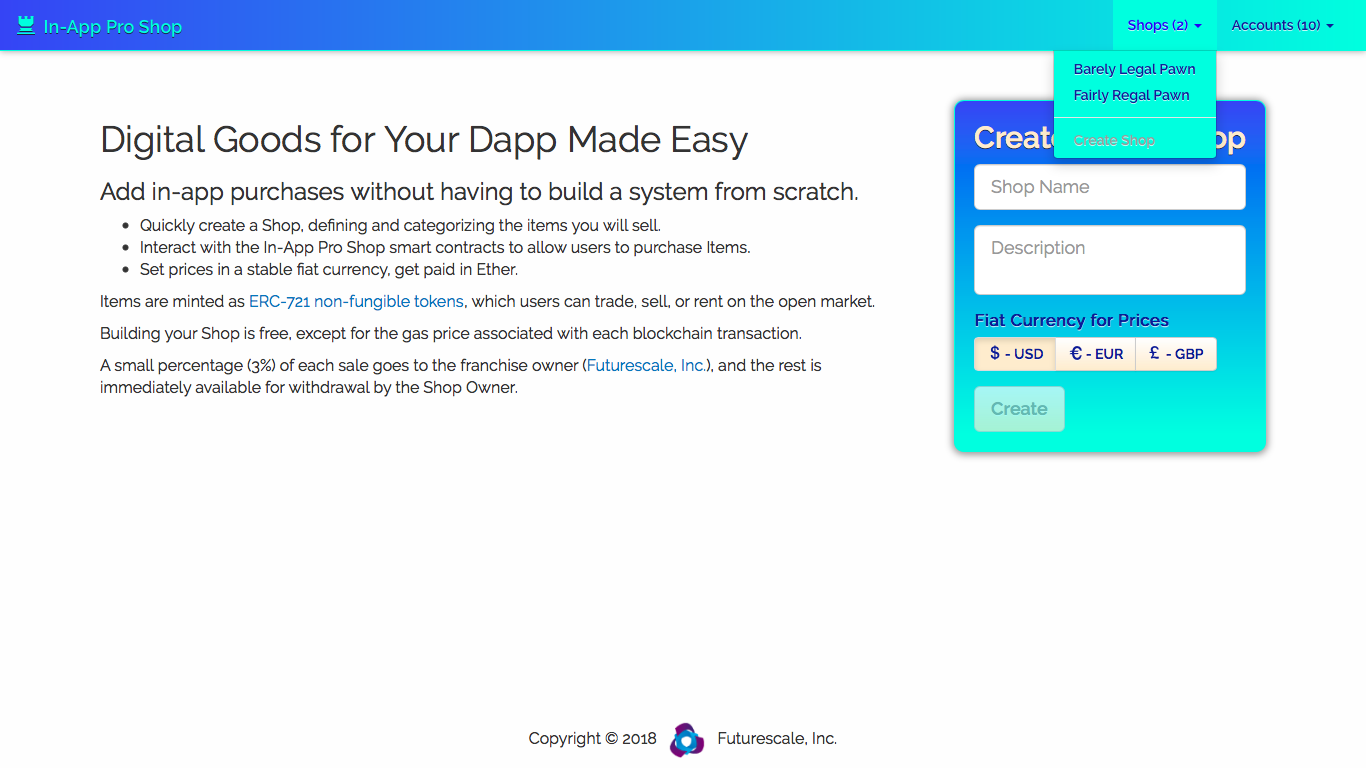 In-App Pro Shop
Shops (2)
Accounts (10)
Barely Legal Pawn
Fairly Regal Pawn
Create Shop
Digital Goods for Your Dapp Made Easy
Add in-app purchases without having to build a system from scratch.
Quickly create a Shop, defining and categorizing the items you will sell.
Interact with the In-App Pro Shop smart contracts to allow users to purchase Items.
Set prices in a stable fiat currency, get paid in Ether.
Items are minted as ERC-721 non-fungible tokens, which users can trade, sell, or rent on the open market.
Building your Shop is free, except for the gas price associated with each blockchain transaction.
A small percentage (3%) of each sale goes to the franchise owner (Futurescale, Inc.), and the rest is
immediately available for withdrawal by the Shop Owner.
Shop Name
Description
Fiat Currency for Prices
$ - USD € - EUR £ - GBP
Create
Copyright © 2018 Futurescale, Inc.